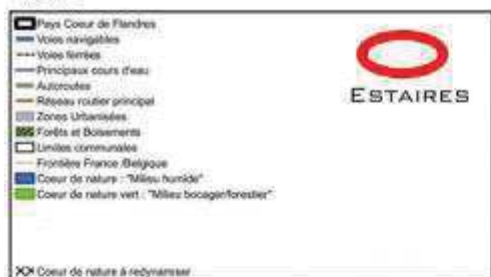 Pays Coeur de Flandres
Voies navigables
Voies ferrées
Principaux cours d'eau
Autoroutes
Réseau routier principal
Zones Urbanisées
Forêts et Boisements
Limites communales
Frontière France /Belgique
Coeur de nature : "Milieu humide"
Coeur de nature vert : "Milieu bocager/forestier"
Coeur de nature à redynamiser
ESTAIRES